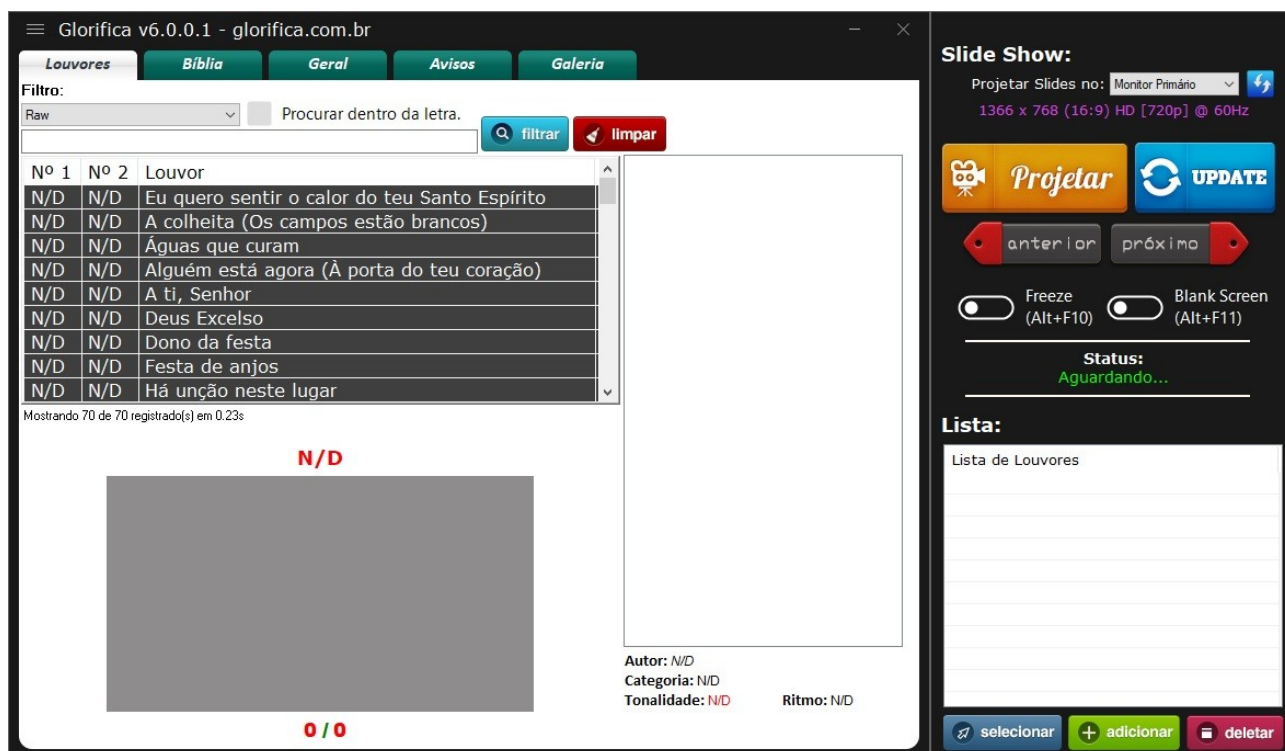 Glorifica v6.0.0.1 - glorifica.com.br
Louvores Bíblia Geral Avisos Galeria
Filtro:
Raw Procurar dentro da letra.
filtrar limpar
Nº 1 Nº 2 Louvor
N/D N/D Eu quero sentir o calor do teu Santo Espírito
N/D N/D A colheita (Os campos estão brancos)
N/D N/D Águas que curam
N/D N/D Alguém está agora (À porta do teu coração)
N/D N/D A ti, Senhor
N/D N/D Deus Excelso
N/D N/D Dono da festa
N/D N/D Festa de anjos
N/D N/D Há unção neste lugar
Mostrando 70 de 70 registrado(s) em 0.23s
N/D
0 / 0
Autor: N/D
Categoria: N/D
Tonalidade: N/D Ritmo: N/D
Slide Show:
Projetar Slides no: Monitor Primário
1366 x 768 (16:9) HD [720p] @ 60Hz
Projetar UPDATE
anterior próximo
Freeze
(Alt+F10)
Blank Screen
(Alt+F11)
Status:
Aguardando...
Lista:
Lista de Louvores
selecionar adicionar deletar